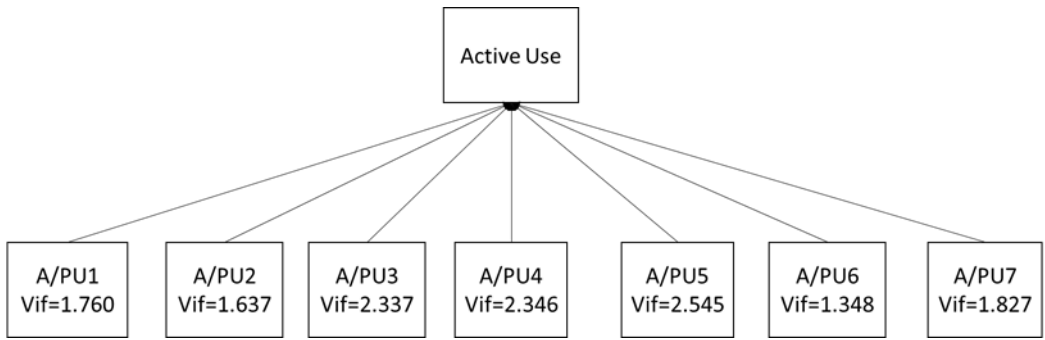 Active Use
A/PU1
Vif=1.760
A/PU2
Vif=1.637
A/PU3
Vif=2.337
A/PU4
Vif=2.346
A/PU5
Vif=2.545
A/PU6
Vif=1.348
A/PU7
Vif=1.827